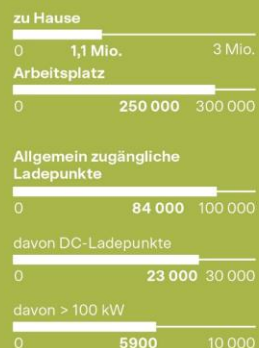 zu Hause
0 1,1 Mio. 3 Mio.
Arbeitsplatz
0 250 000 300 000
Allgemein zugängliche
Ladepunkte
0 84 000 100 000
davon DC-Ladepunkte
0 23 000 30 000
davon > 100 kW
0 5900 10 000